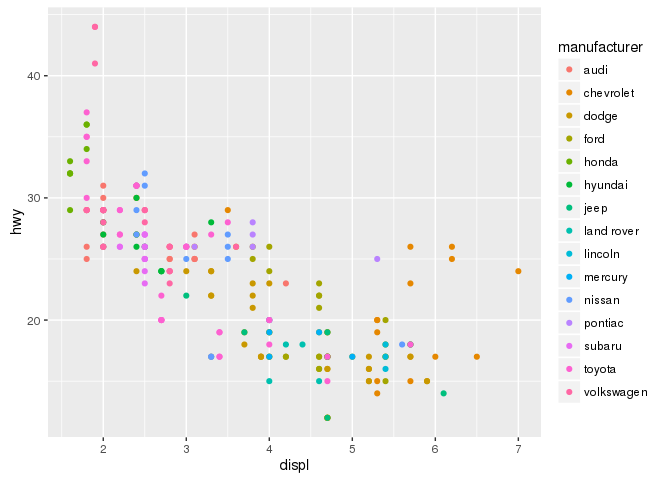 40
30
20
hwy
2 3 4 5 6 7
displ
manufacturer
audi
chevrolet
dodge
ford
honda
hyundai
jeep
land rover
lincoln
mercury
nissan
pontiac
subaru
toyota
volkswagen